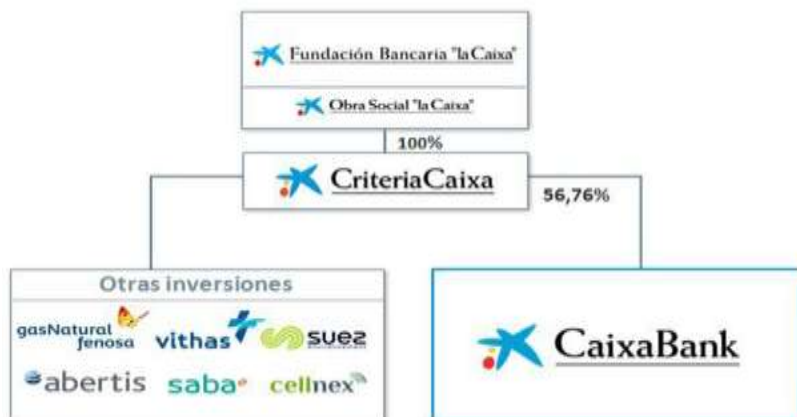 Fundación Bancaria "la Caixa"
Obra Social "la Caixa"
100%
CriteriaCaixa
56,76%
Otras inversiones
gasNatural
fenosa
vithas
suez
abertis
saba
cellnex
CaixaBank